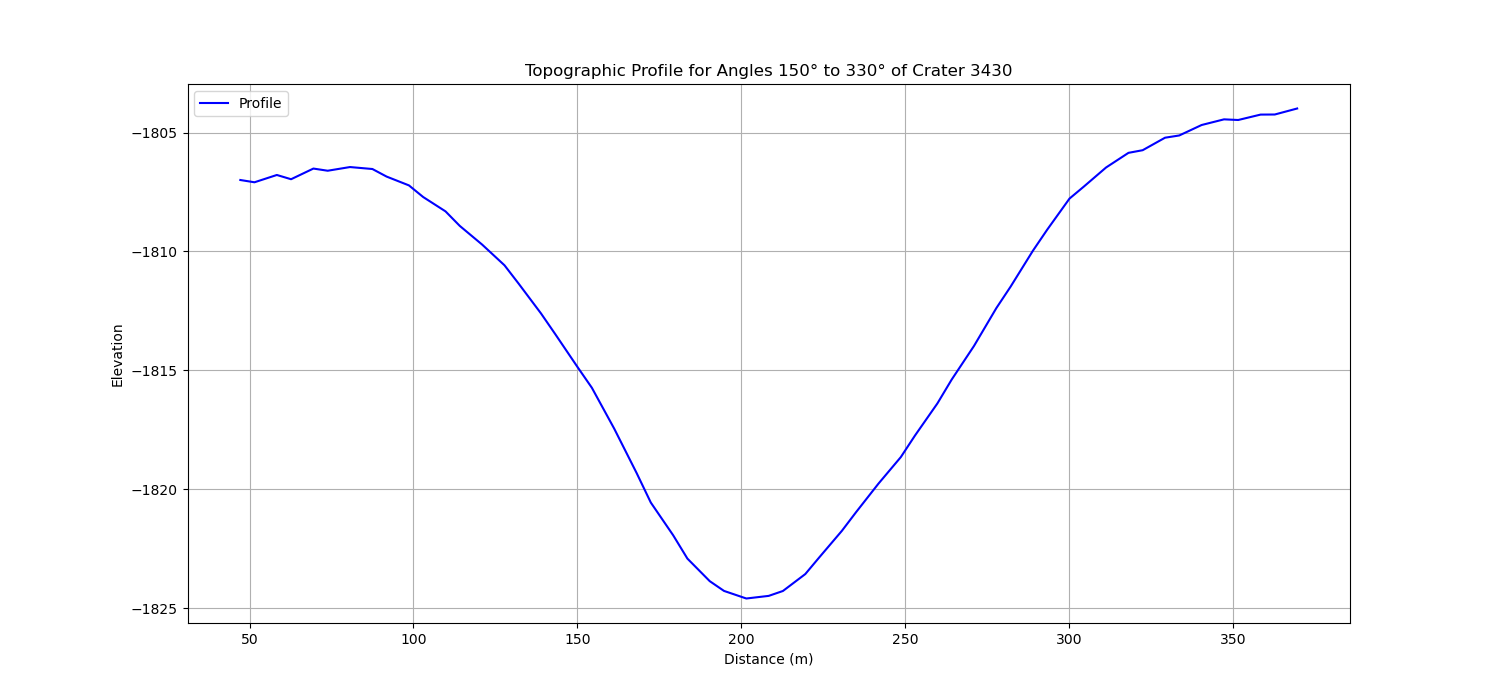 Topographic Profile for Angles 150° to 330° of Crater 3430
Profile
−1805
−1810
−1815
−1820
−1825
Elevation
50 100 150 200 250 300 350
Distance (m)